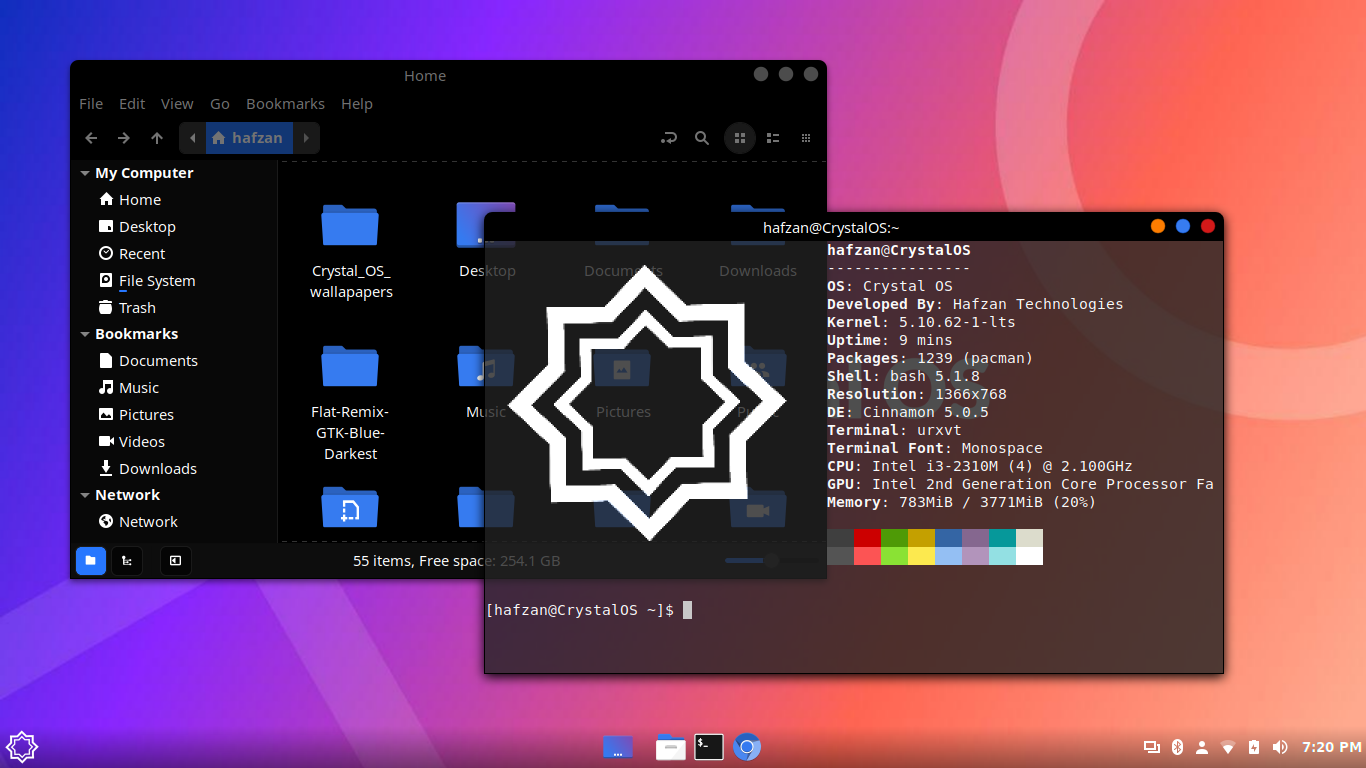 Home
File Edit View Go Bookmarks Help
hafzan
My Computer
Home
Desktop
Recent
File System
Trash
Bookmarks
Documents
Music
Pictures
Videos
Downloads
Network
Network
Crystal_OS_
wallapapers
Desktop
Documents
Downloads
Flat-Remix-
GTK-Blue-
Darkest
Music
Pictures
55 items, Free space: 254.1 GB
hafzan@CrystalOS:~
hafzan@CrystalOS
----------------
OS: Crystal OS
Developed By: Hafzan Technologies
Kernel: 5.10.62-1-lts
Uptime: 9 mins
Packages: 1239 (pacman)
Shell: bash 5.1.8
Resolution: 1366x768
DE: Cinnamon 5.0.5
Terminal: urxvt
Terminal Font: Monospace
CPU: Intel i3-2310M (4) @ 2.100GHz
GPU: Intel 2nd Generation Core Processor Fa
Memory: 783MiB / 3771MiB (20%)
[hafzan@CrystalOS ~]$
7:20 PM